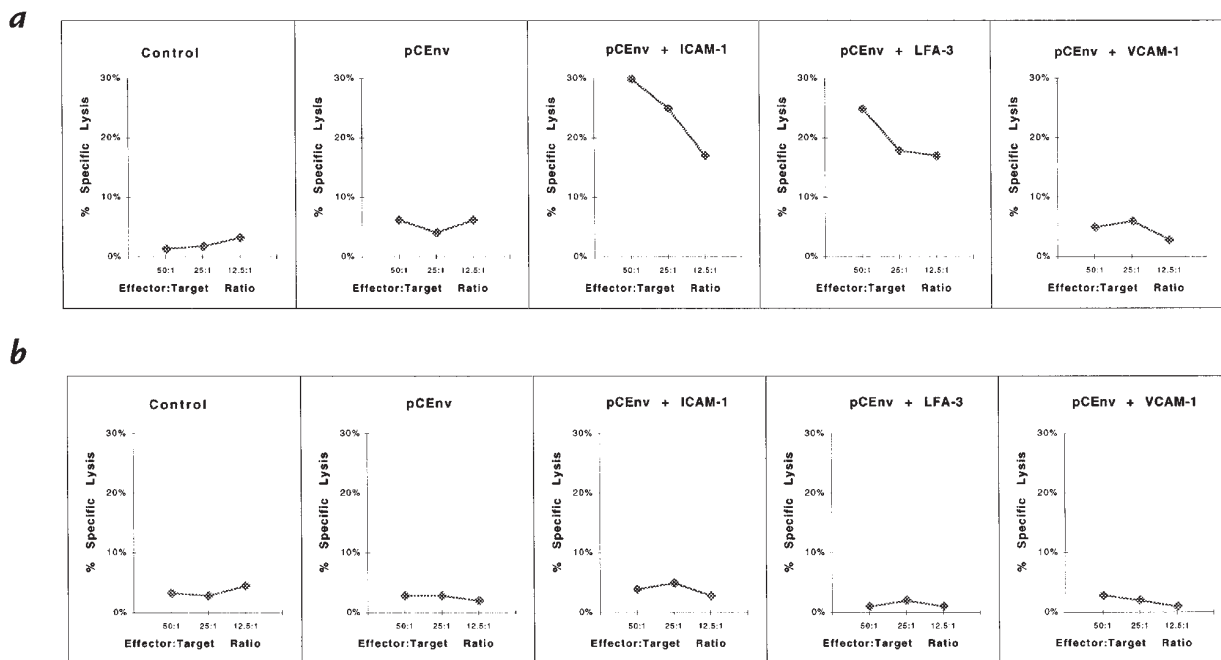 a
Control
pCEnv
pCEnv + ICAM-1
pCEnv + LFA-3
pCEnv + VCAM-1
30%
20%
10%
0%
% Specific Lysis
50:1 25:1 12.5:1
Effector:Target Ratio
30%
20%
10%
0%
% Specific Lysis
50:1 25:1 12.5:1
Effector:Target Ratio
30%
20%
10%
0%
% Specific Lysis
50:1 25:1 12.5:1
Effector:Target Ratio
30%
20%
10%
0%
% Specific Lysis
50:1 25:1 12.5:1
Effector:Target Ratio
30%
20%
10%
0%
% Specific Lysis
50:1 25:1 12.5:1
Effector:Target Ratio
b
Control
pCEnv
pCEnv + ICAM-1
pCEnv + LFA-3
pCEnv + VCAM-1
30%
20%
10%
0%
% Specific Lysis
50:1 25:1 12.5:1
Effector:Target Ratio
30%
20%
10%
0%
% Specific Lysis
50:1 25:1 12.5:1
Effector:Target Ratio
30%
20%
10%
0%
% Specific Lysis
50:1 25:1 12.5:1
Effector:Target Ratio
30%
20%
10%
0%
% Specific Lysis
50:1 25:1 12.5:1
Effector:Target Ratio
30%
20%
10%
0%
% Specific Lysis
50:1 25:1 12.5:1
Effector:Target Ratio